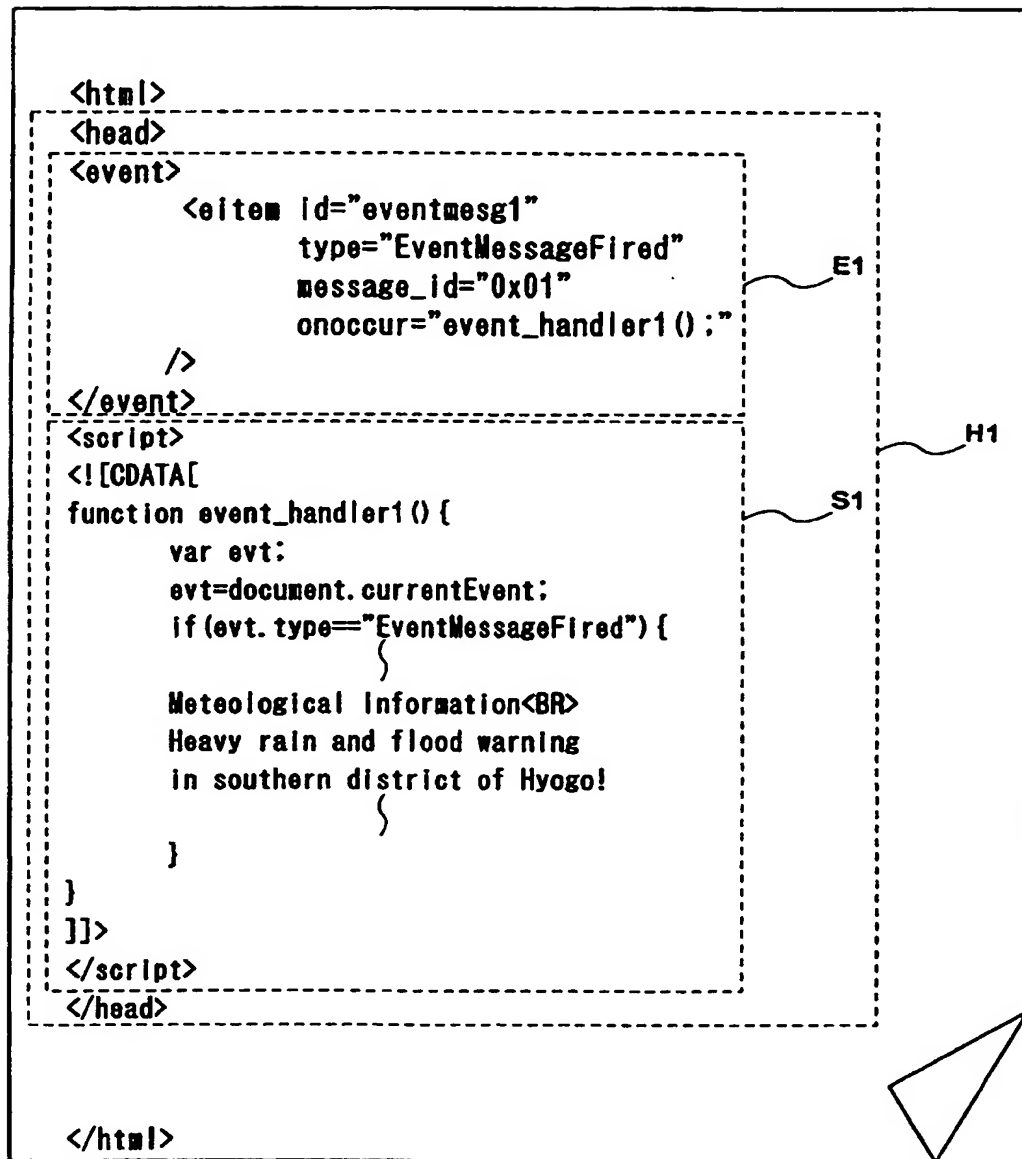 <html>
<head>
<event>
<eitem id="eventmesg1"
type="EventMessageFired"
message_id="0x01"
onoccur="event_handler1();"
/>
</event>
E1
<script>
H1
<![CDATA[
S1
function event_handler1(){
var evt;
evt=document.currentEvent;
if(evt.type=="EventMessageFired"){
Meteological Information<BR>
Heavy rain and flood warning
in southern district of Hyogo!
}
}
]]>
</script>
</head>
</html>